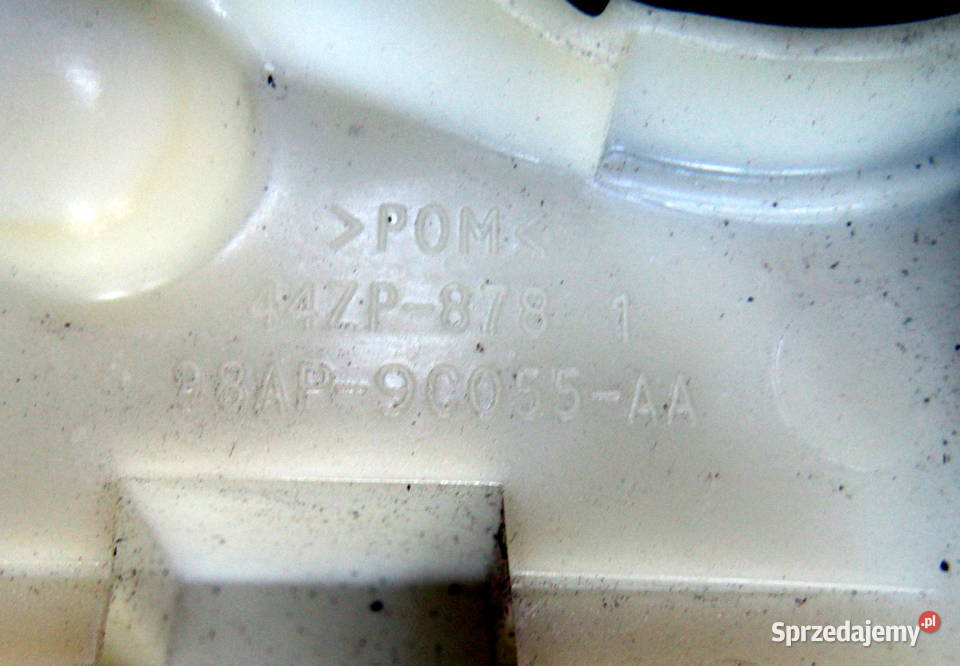 >POM<
44ZP-878 1
98AP-9C055-AA
Sprzedajemy.pl